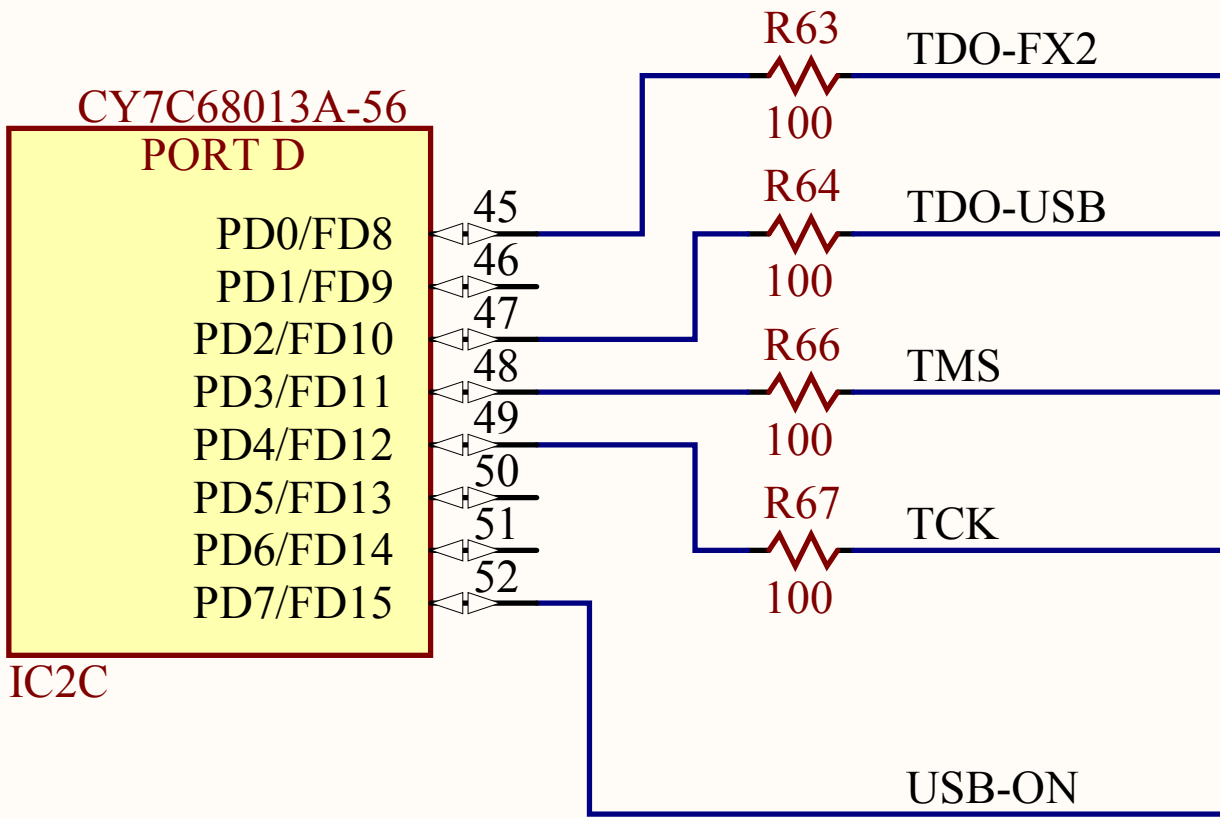 R63
TDO-FX2
CY7C68013A-56
100
PORT D
R64
45
TDO-USB
PD0/FD8
46
100
PD1/FD9
47
PD2/FD10
R66
48
TMS
PD3/FD11
49
100
PD4/FD12
50
PD5/FD13
R67
51
TCK
PD6/FD14
52
100
PD7/FD15
IC2C
USB-ON